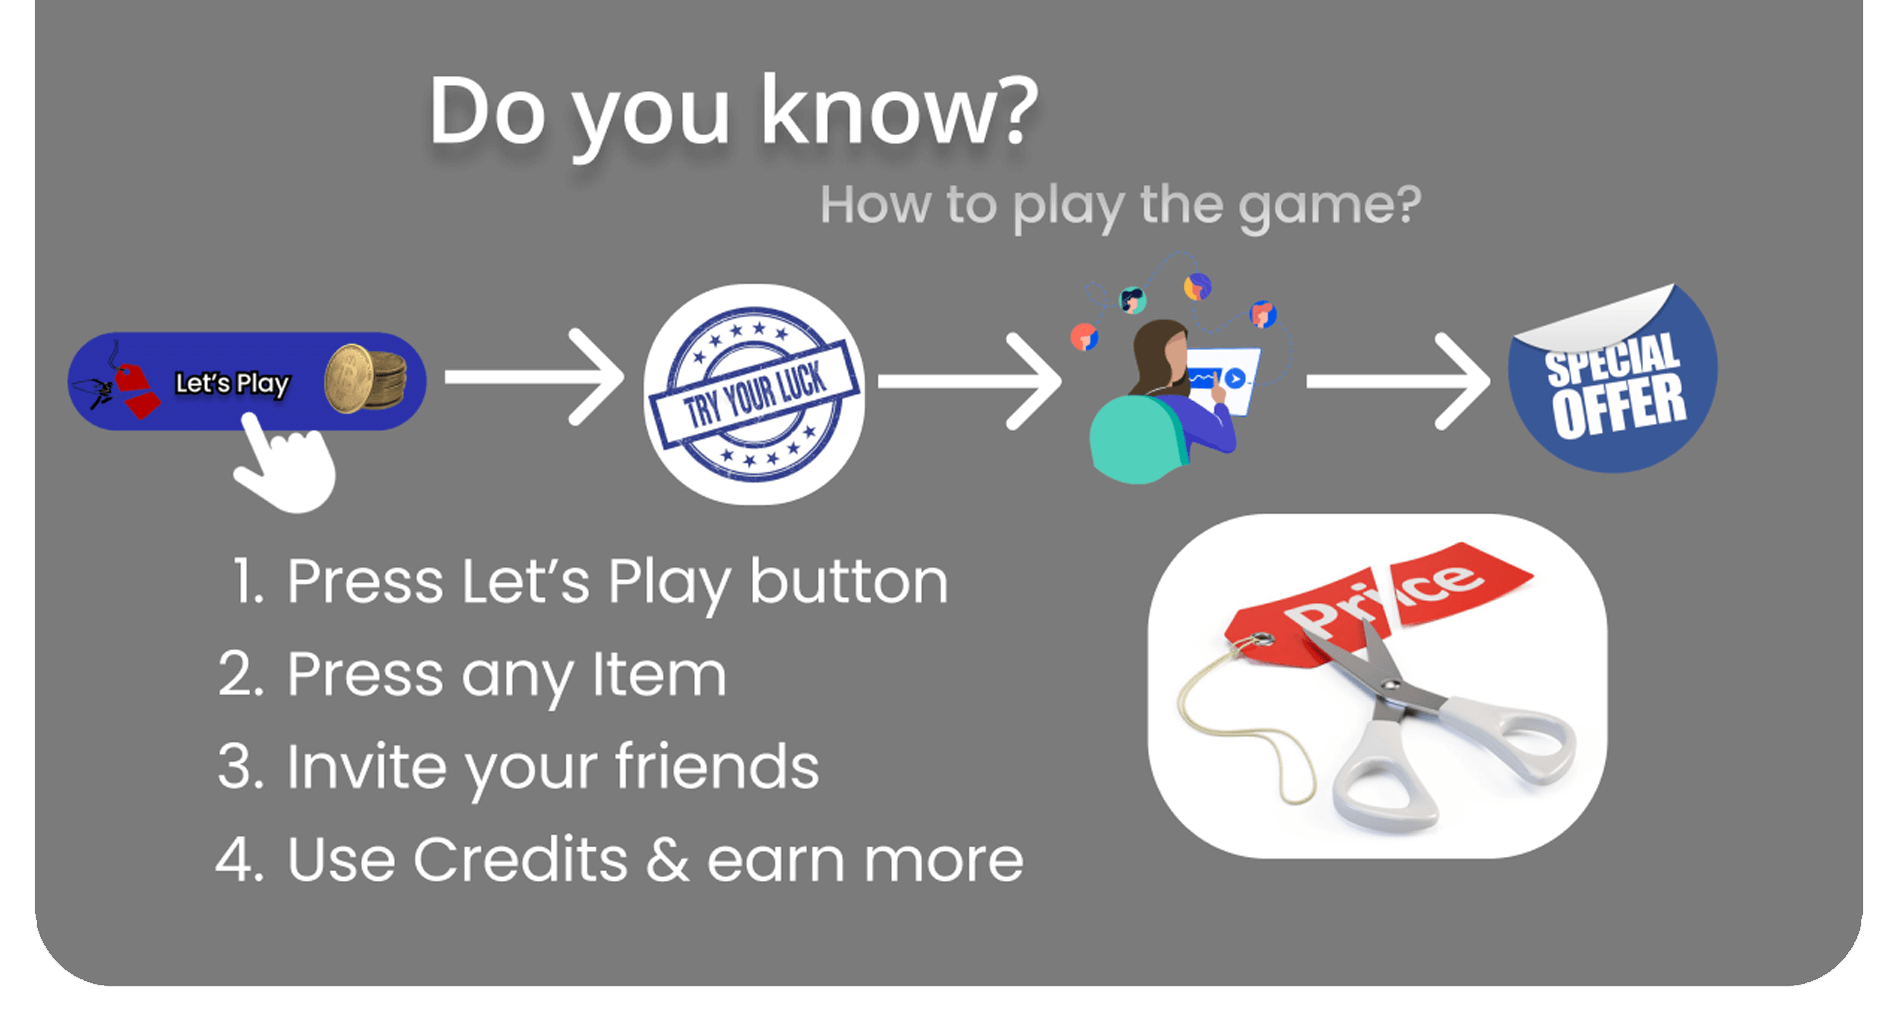 Do you know?
How to play the game?
Let's Play
TRY YOUR LUCK
SPECIAL
OFFER
1. Press Let's Play button
2. Press any Item
3. Invite your friends
4. Use Credits & earn more
Price